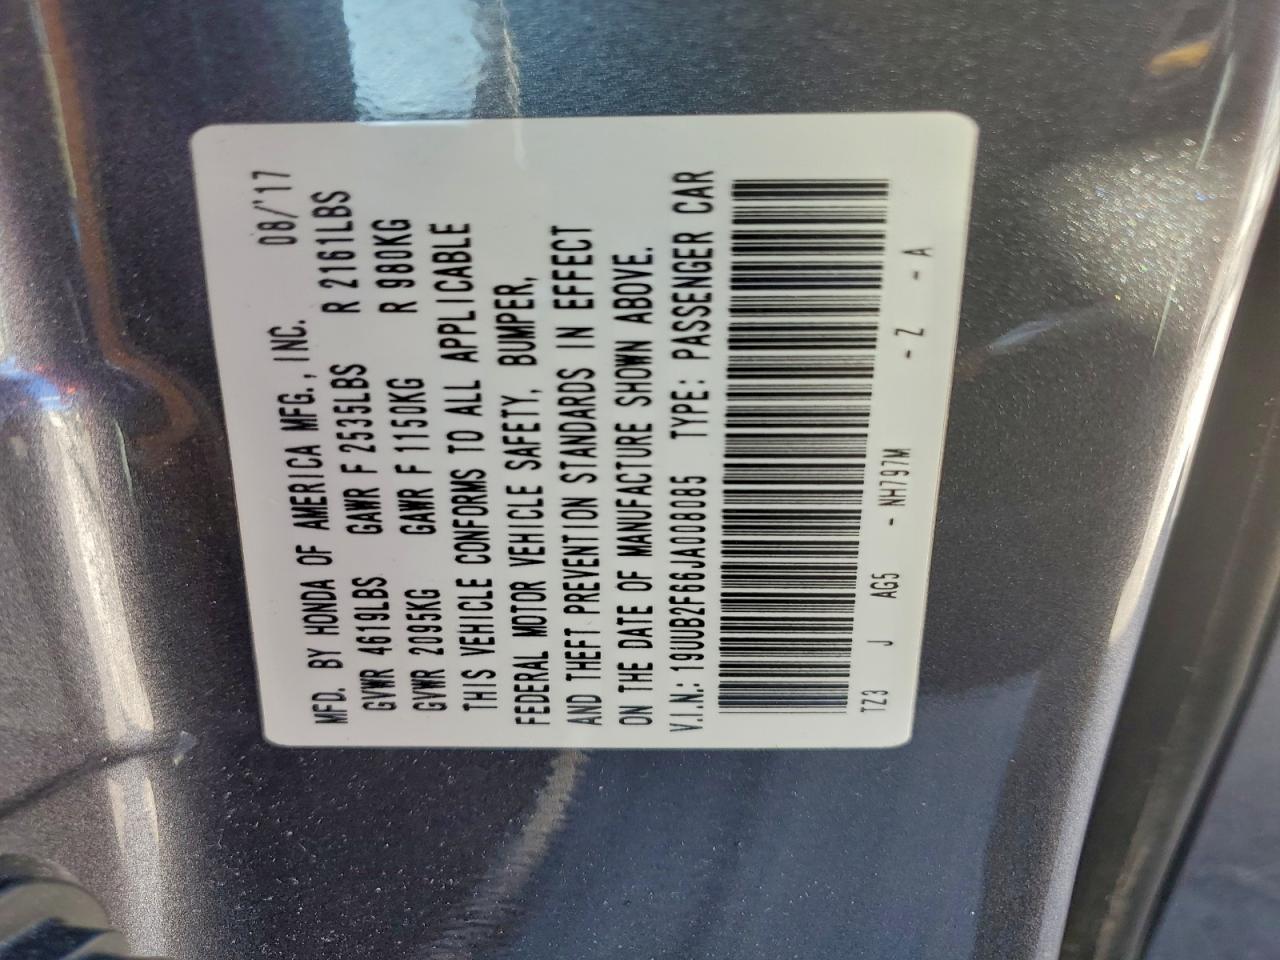 MFD. BY HONDA OF AMERICA MFG., INC. 08/'17
GVWR 4619LBS GAWR F 2535LBS R 2161LBS
GVWR 2095KG GAWR F 1150KG R 980KG
THIS VEHICLE CONFORMS TO ALL APPLICABLE
FEDERAL MOTOR VEHICLE SAFETY, BUMPER,
AND THEFT PREVENTION STANDARDS IN EFFECT
ON THE DATE OF MANUFACTURE SHOWN ABOVE.
V.I.N.: 19UUB2F66JA008085 TYPE: PASSENGER CAR
TZ3 J AG5 - NH797M - Z - A